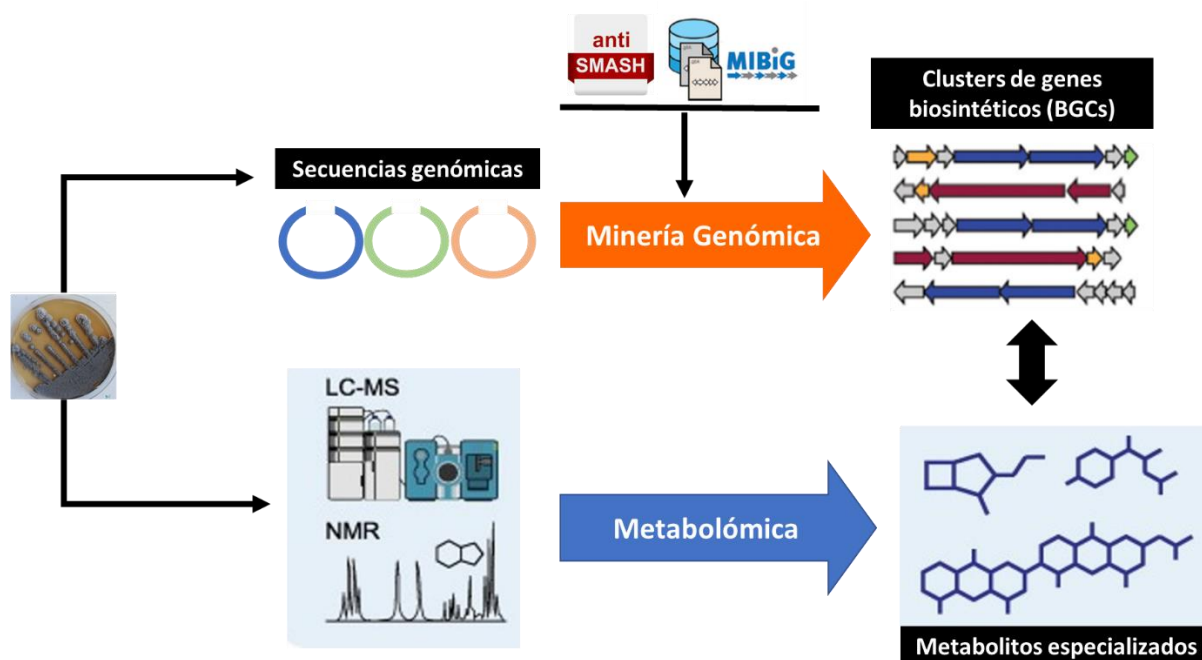 anti
SMASH
MIBiG
Clusters de genes
biosintéticos (BGCs)
Secuencias genómicas
Minería Genómica
LC-MS
NMR
Metabolómica
Metabolitos especializados